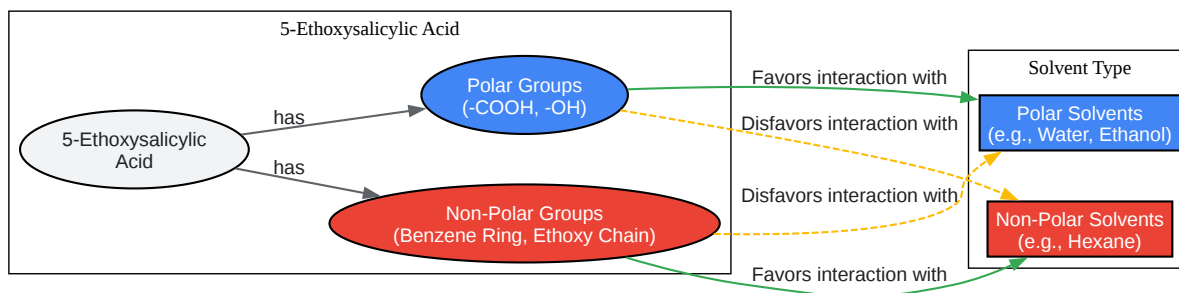 5-Ethoxysalicylic Acid
5-Ethoxysalicylic
Acid
has
has
Polar Groups
(-COOH, -OH)
Non-Polar Groups
(Benzene Ring, Ethoxy Chain)
Favors interaction with
Disfavors interaction with
Disfavors interaction with
Favors interaction with
Solvent Type
Polar Solvents
(e.g., Water, Ethanol)
Non-Polar Solvents
(e.g., Hexane)